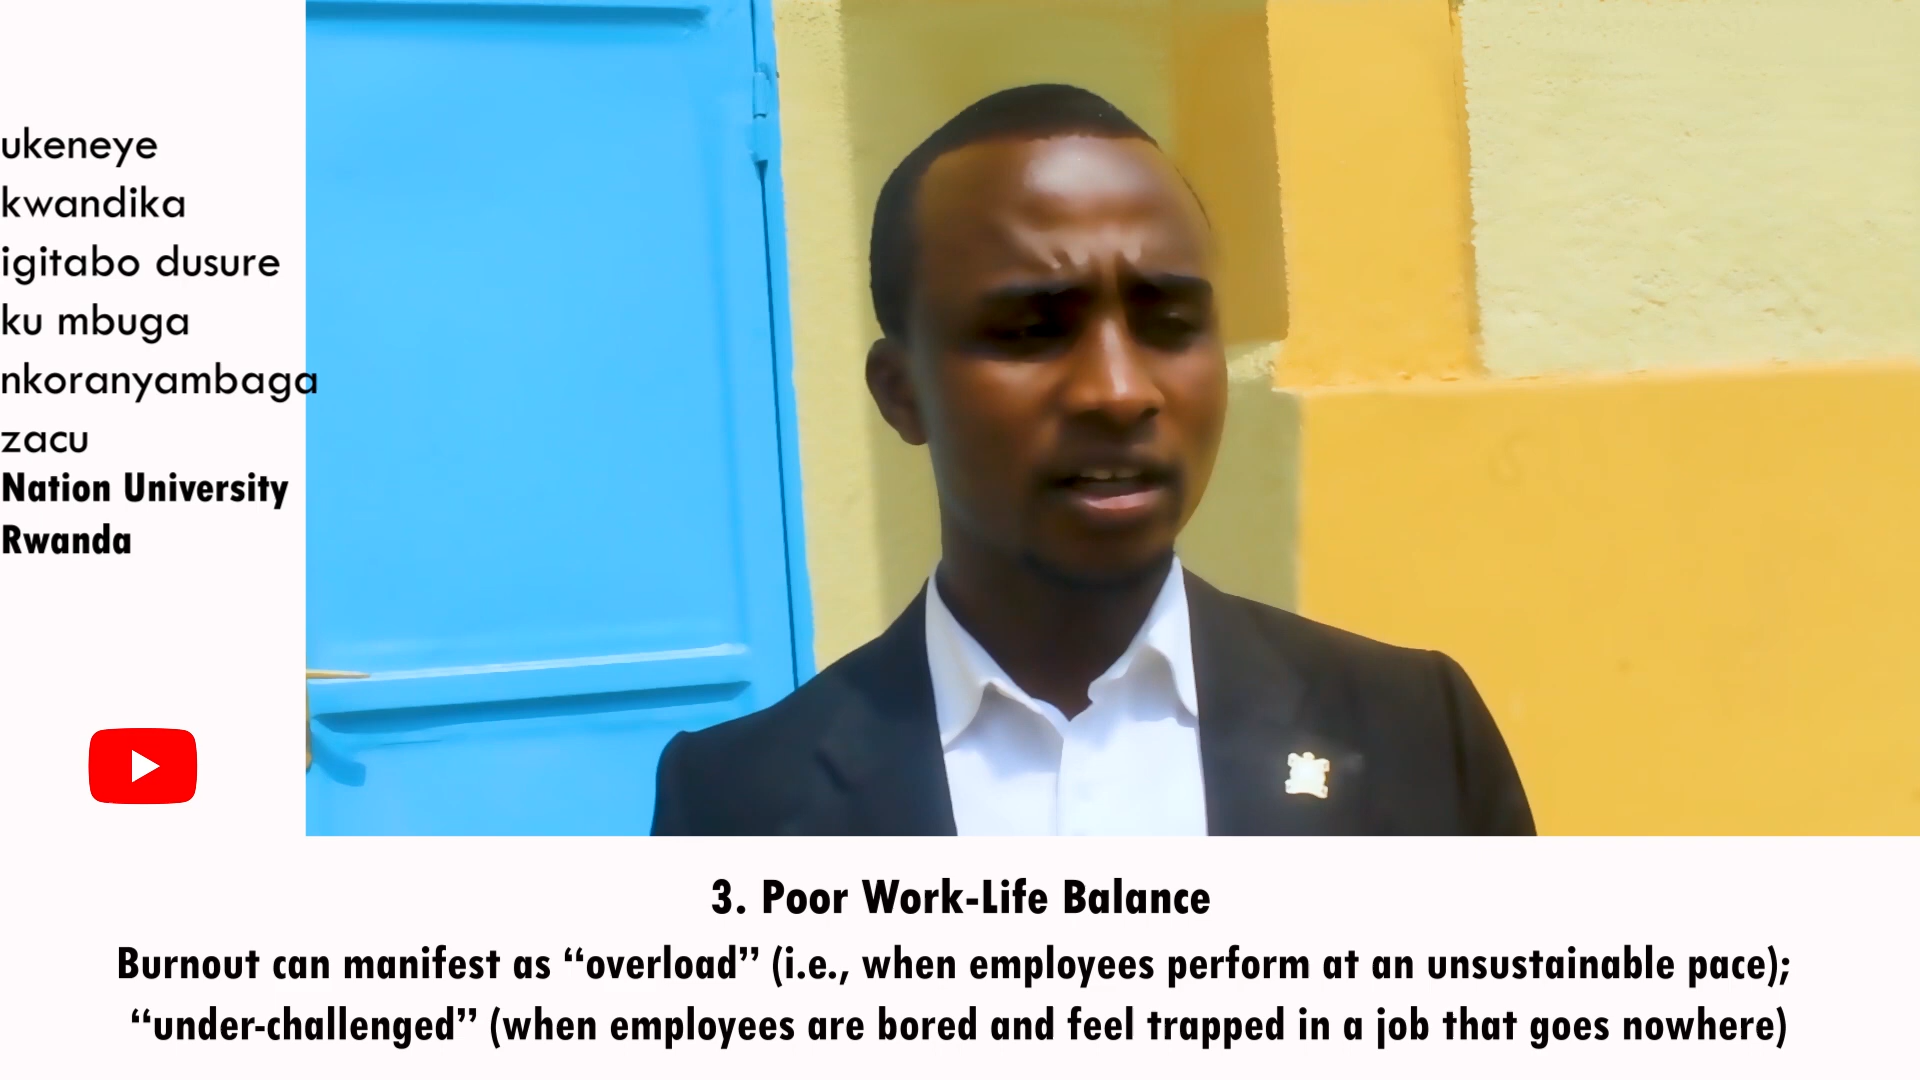 ukeneye
kwandika
igitabo dusure
ku mbuga
nkoranyambaga
zacu
Nation University
Rwanda
3. Poor Work-Life Balance
Burnout can manifest as “overload” (i.e., when employees perform at an unsustainable pace);
“under-challenged” (when employees are bored and feel trapped in a job that goes nowhere)